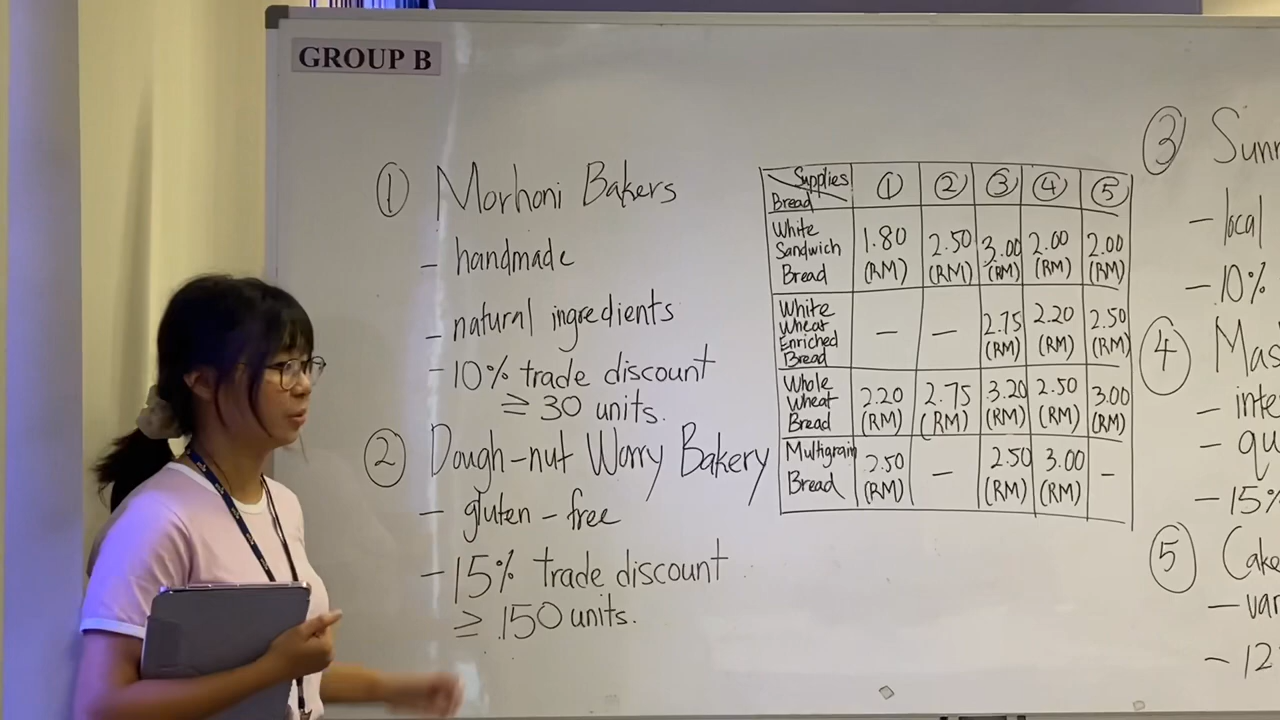 GROUP B
① Morhoni Bakers
- handmade
- natural ingredients
- 10% trade discount
≥ 30 units.
② Dough-nut Worry Bakery
- gluten-free
- 15% trade discount
≥ 150 units.
Supplies ① ② ③ ④ ⑤
Bread
White Sandwich Bread 1.80 (RM) 2.50 (RM) 3.00 (RM) 2.00 (RM) 2.00 (RM)
White Wheat Enriched Bread — — 2.75 (RM) 2.20 (RM) 2.50 (RM)
Whole Wheat Bread 2.20 (RM) 2.75 (RM) 3.20 (RM) 2.50 (RM) 3.00 (RM)
Multigrain Bread 2.50 (RM) — 2.50 (RM) 3.00 (RM) -
③
- local
- 10%
④
- 15%
⑤ Cake
- 12